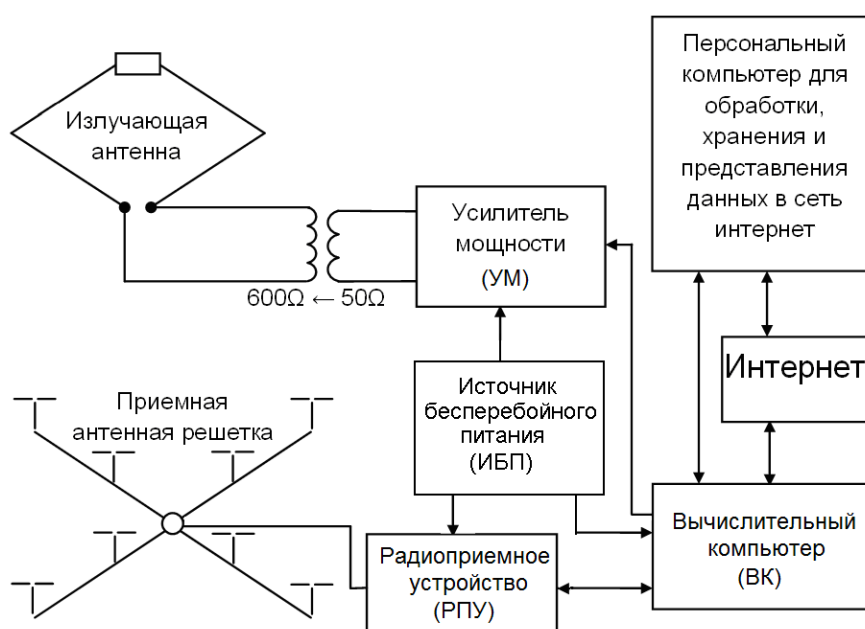 Излучающая
антенна
600Ω ← 50Ω
Усилитель
мощности
(УМ)
Персональный
компьютер для
обработки,
хранения и
представления
данных в сеть
интернет
Интернет
Источник
бесперебойного
питания
(ИБП)
Приемная
антенная решетка
Радиоприемное
устройство
(РПУ)
Вычислительный
компьютер
(ВК)